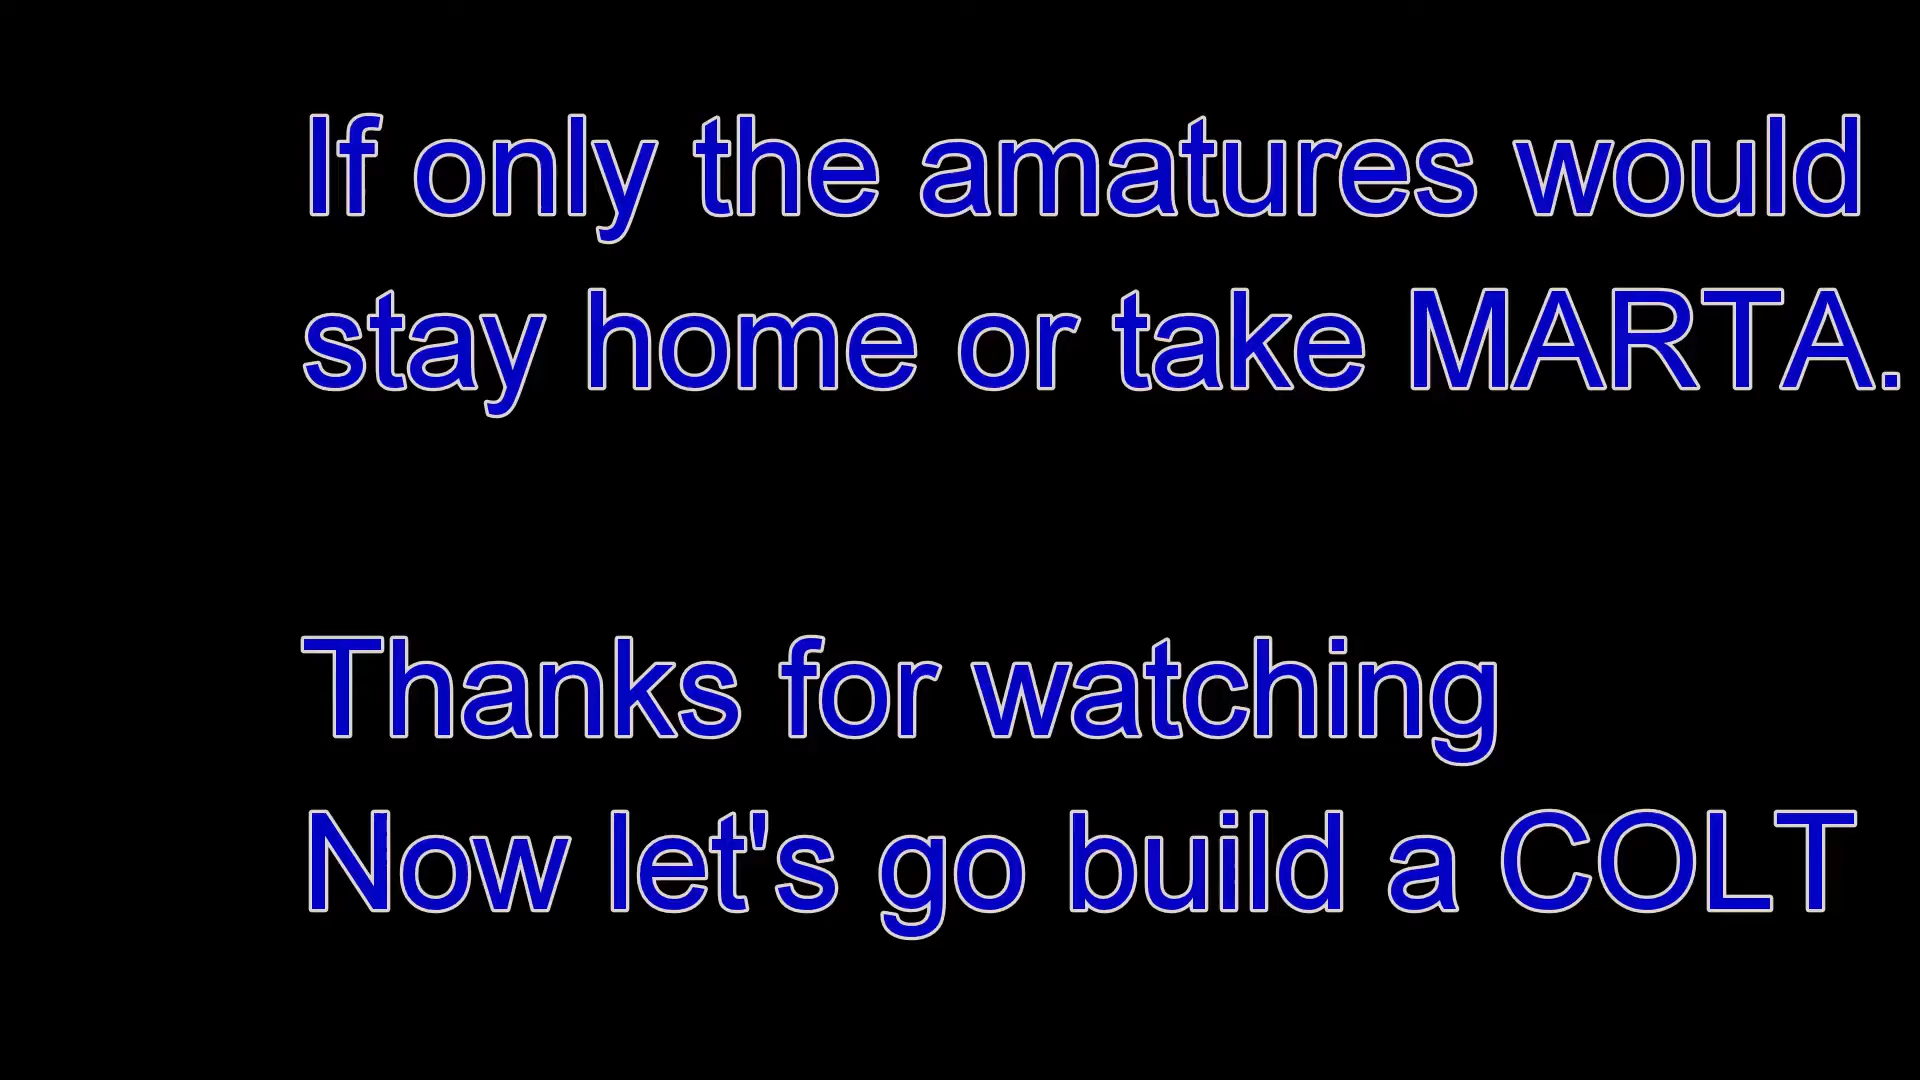 If only the amatures would
stay home or take MARTA.
Thanks for watching
Now let's go build a COLT